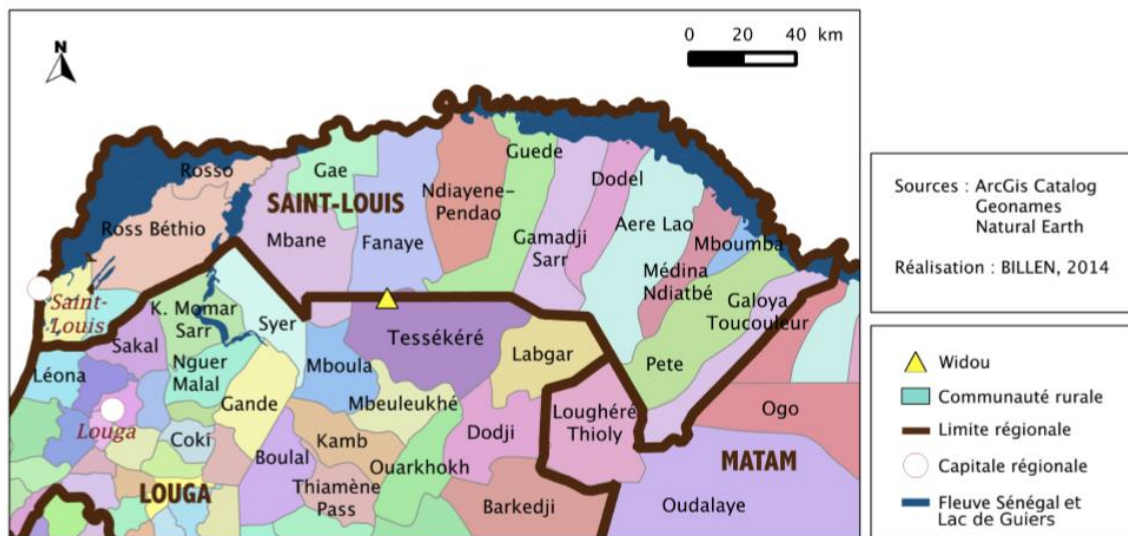 N
0 20 40 km
Rosso
Gae
Guede
SAINT-LOUIS
Ndiayene-
Pendao
Dodel
Ross Béthio
Mbane
Fanaye
Gamadji
Sarr
Aere Lao
Mboumba
Médina
Ndiatbé
Galoya
Toucouleur
Saint-
Louis
K. Momar
Sarr
Syer
Sakal
Tessékéré
Labgar
Pete
Léona
Nguer
Malal
Mboula
Gande
Mbeuleukhé
Loughéré
Thioly
Ogo
Louga
Coki
Boulal
Kamb
Dodji
Ouarkhokh
MATAM
LOUGA
Thiamène
Pass
Barkedji
Oudalaye
Sources : ArcGis Catalog
Geonames
Natural Earth
Réalisation : BILLEN, 2014
Widou
Communauté rurale
Limite régionale
Capitale régionale
Fleuve Sénégal et
Lac de Guiers